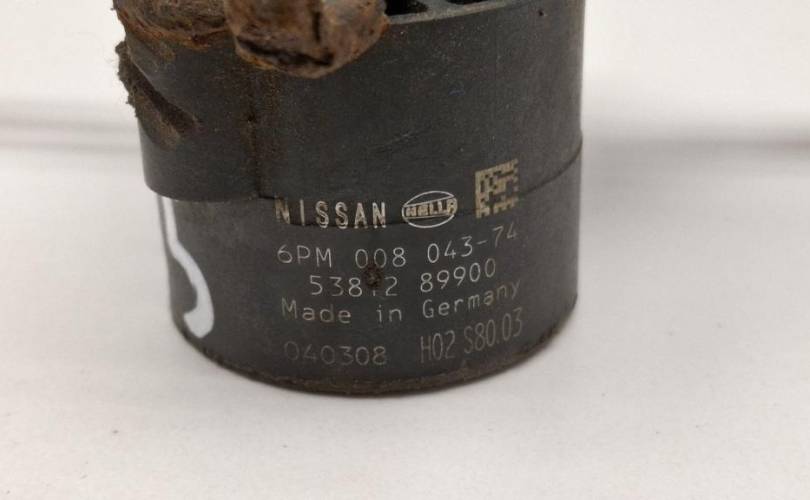 NISSAN HELLA
6PM 008 043-74
53812 89900
Made in Germany
040308 H02 S80.03